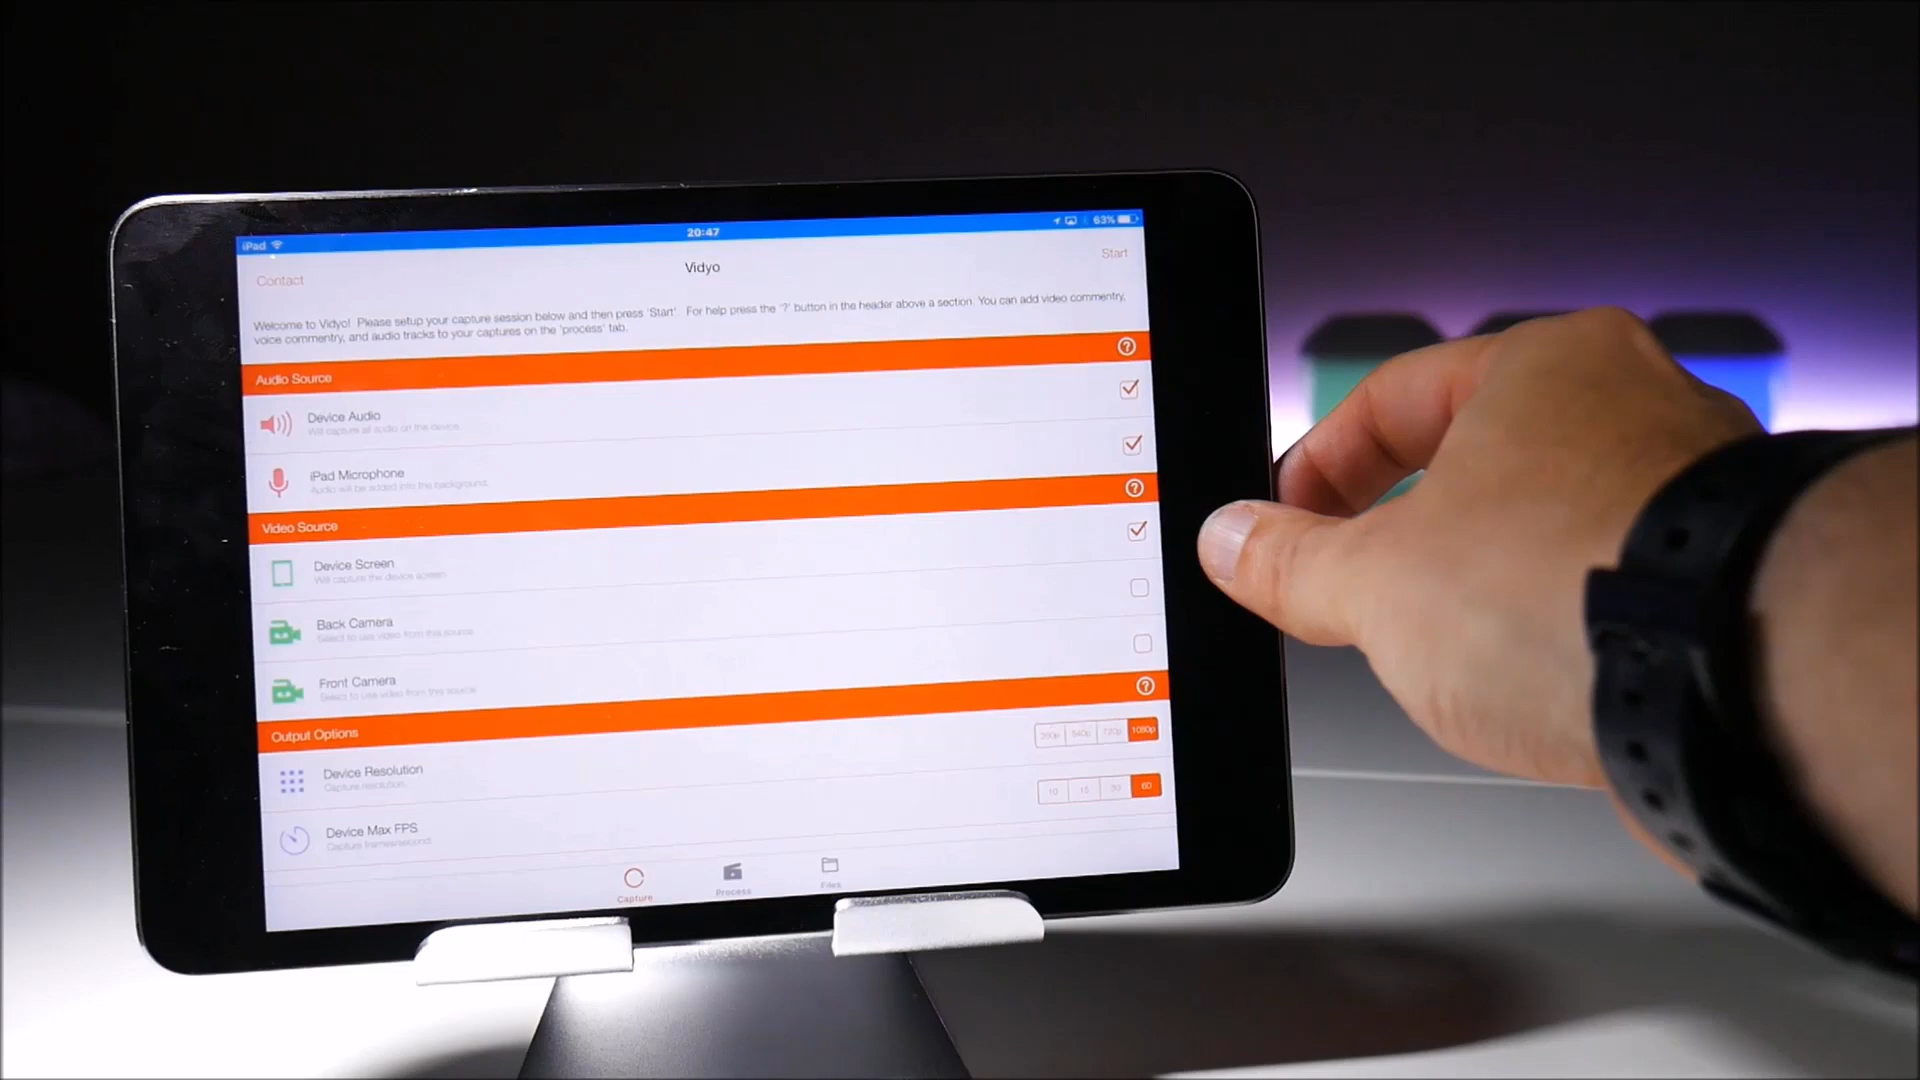 iPad 20:47 63%
Contact Vidyo Start
Welcome to Vidyo! Please setup your capture session below and then press 'Start'. For help press the '?' button in the header above a section. You can add video commentry,
voice commentry, and audio tracks to your captures on the 'process' tab.
Audio Source ?
Device Audio
Will capture all audio on the device.
iPad Microphone
Audio will be added into the background.
Video Source ?
Device Screen
Will capture the device screen.
Back Camera
Select to use video from this source.
Front Camera
Select to use video from this source.
Output Options ?
Device Resolution 360p 540p 720p 1080p
Capture resolution.
Device Max FPS 10 15 30 60
Capture frames/second.
Capture Process Files